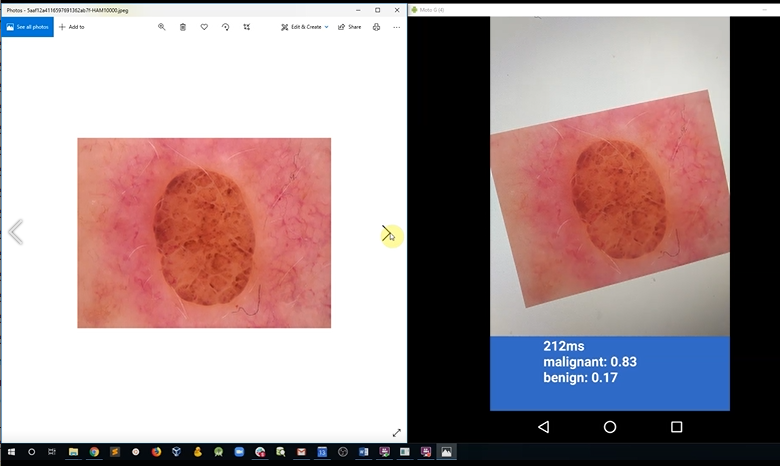 Photos - 5aaf12a4116597691362ab7f-HAM10000.jpeg
See all photos
Add to
Edit & Create
Share
Moto G (4)
212ms
malignant: 0.83
benign: 0.17